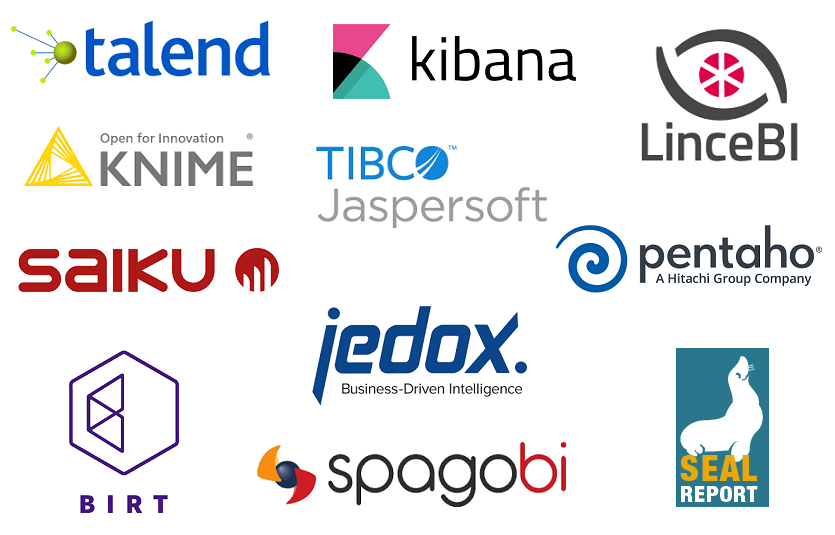 talend
kibana
LinceBI
Open for Innovation ®
KNIME
TIBCO™
Jaspersoft
saiku
pentaho®
A Hitachi Group Company
jedox.
Business-Driven Intelligence
BIRT
spagobi
SEAL
REPORT